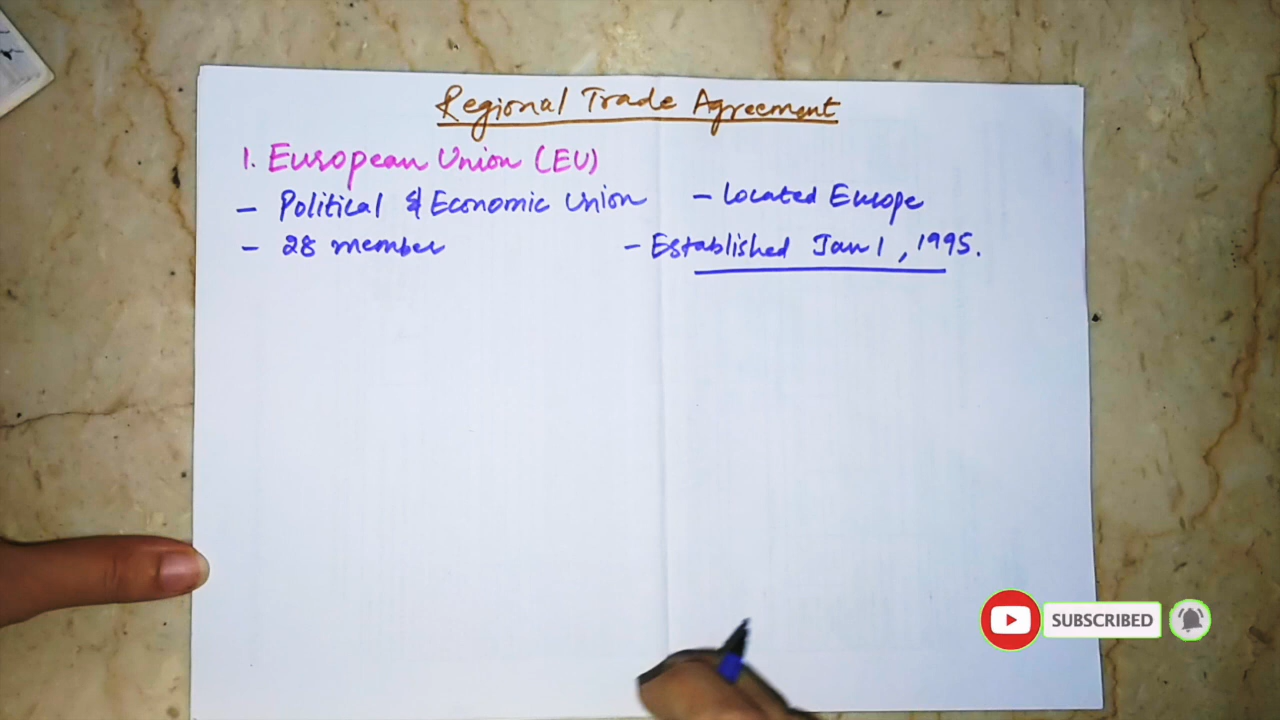 Regional Trade Agreement
1. European Union (EU)
- Political & Economic Union - Located Europe
- 28 member - Established Jan 1, 1995.
SUBSCRIBED